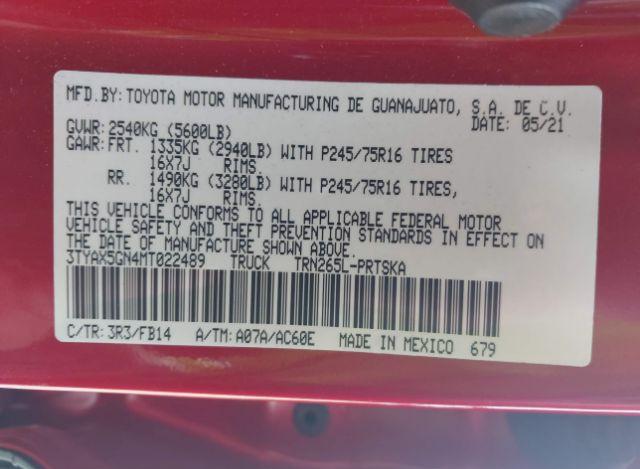 MFD.BY: TOYOTA MOTOR MANUFACTURING DE GUANAJUATO, S.A. DE C.V.
DATE: 05/21
GVWR: 2540KG (5600LB)
GAWR: FRT. 1335KG (2940LB) WITH P245/75R16 TIRES
16X7J RIMS.
RR. 1490KG (3280LB) WITH P245/75R16 TIRES,
16X7J RIMS.
THIS VEHICLE CONFORMS TO ALL APPLICABLE FEDERAL MOTOR
VEHICLE SAFETY AND THEFT PREVENTION STANDARDS IN EFFECT ON
THE DATE OF MANUFACTURE SHOWN ABOVE.
3TYAX5GN4MT022489 TRUCK TRN265L-PRTSKA
C/TR: 3R3/FB14 A/TM: A07A/AC60E MADE IN MEXICO 679